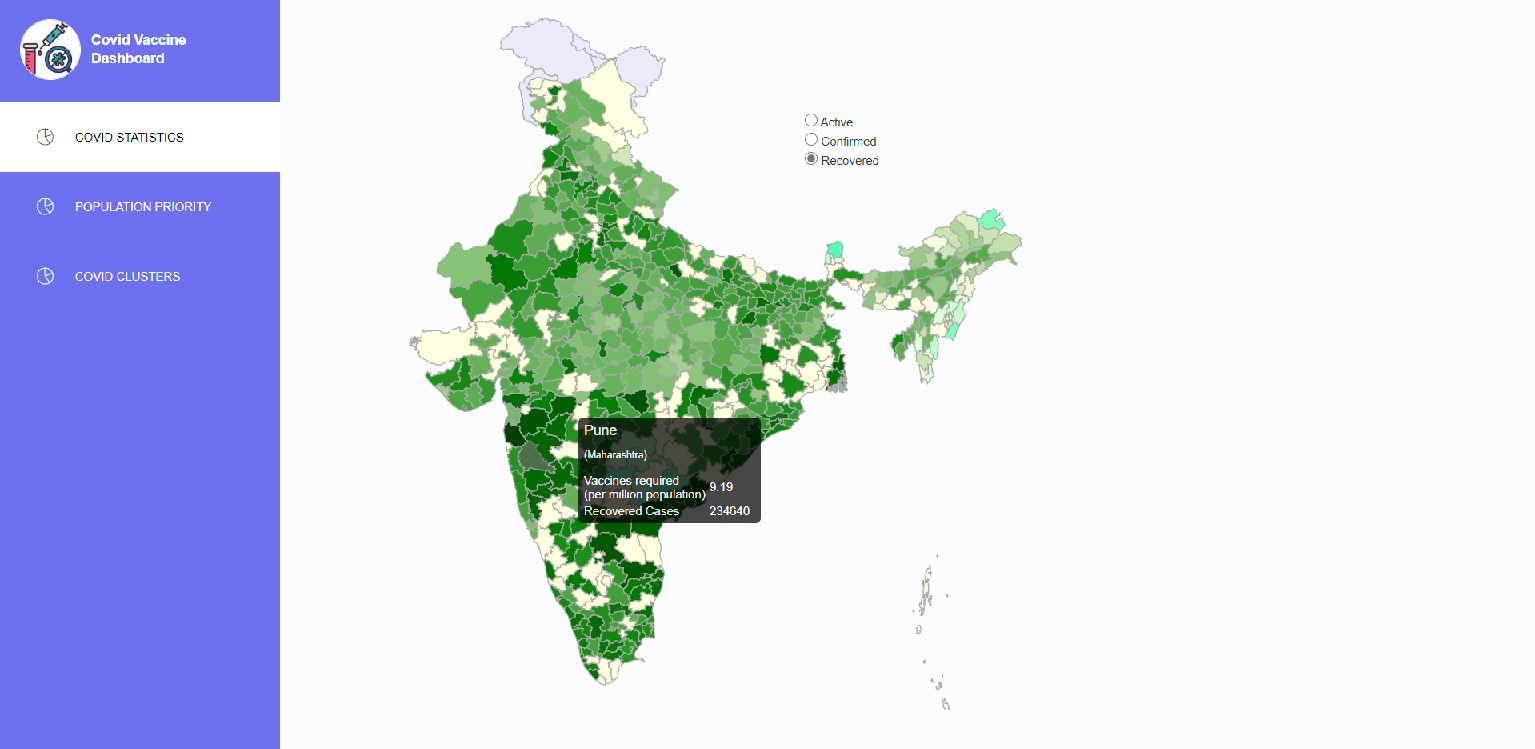 Covid Vaccine
Dashboard
COVID STATISTICS
POPULATION PRIORITY
COVID CLUSTERS
Active
Confirmed
Recovered
Pune
(Maharashtra)
Vaccines required
(per million population) 9.19
Recovered Cases 234640